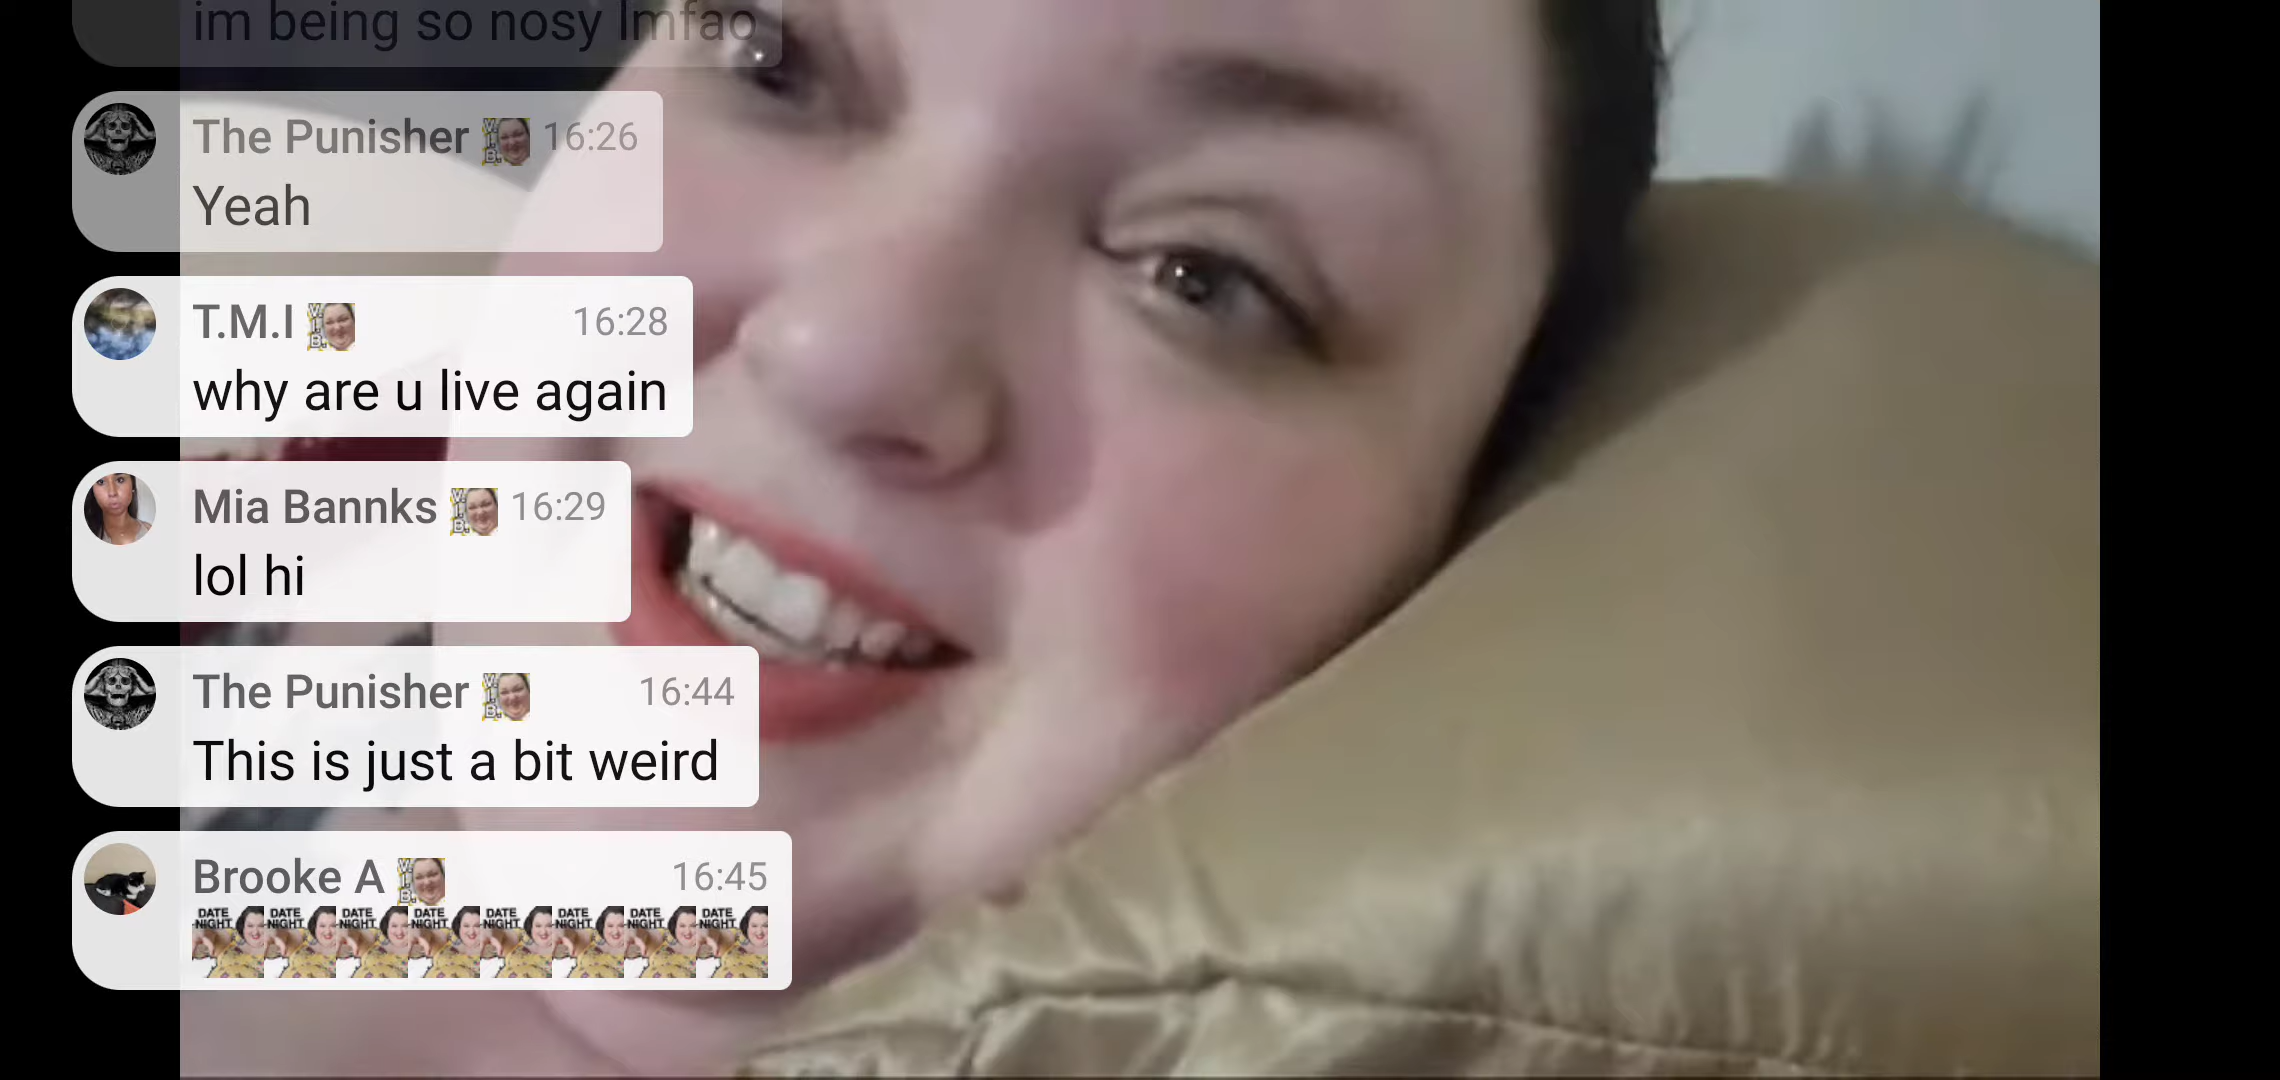 im being so nosy lmfao
The Punisher V.I.B. 16:26
Yeah
T.M.I V.I.B. 16:28
why are u live again
Mia Bannks V.I.B. 16:29
lol hi
The Punisher V.I.B. 16:44
This is just a bit weird
Brooke A V.I.B. 16:45
DATE DATE DATE DATE DATE DATE DATE DATE
NIGHT NIGHT NIGHT NIGHT NIGHT NIGHT NIGHT NIGHT